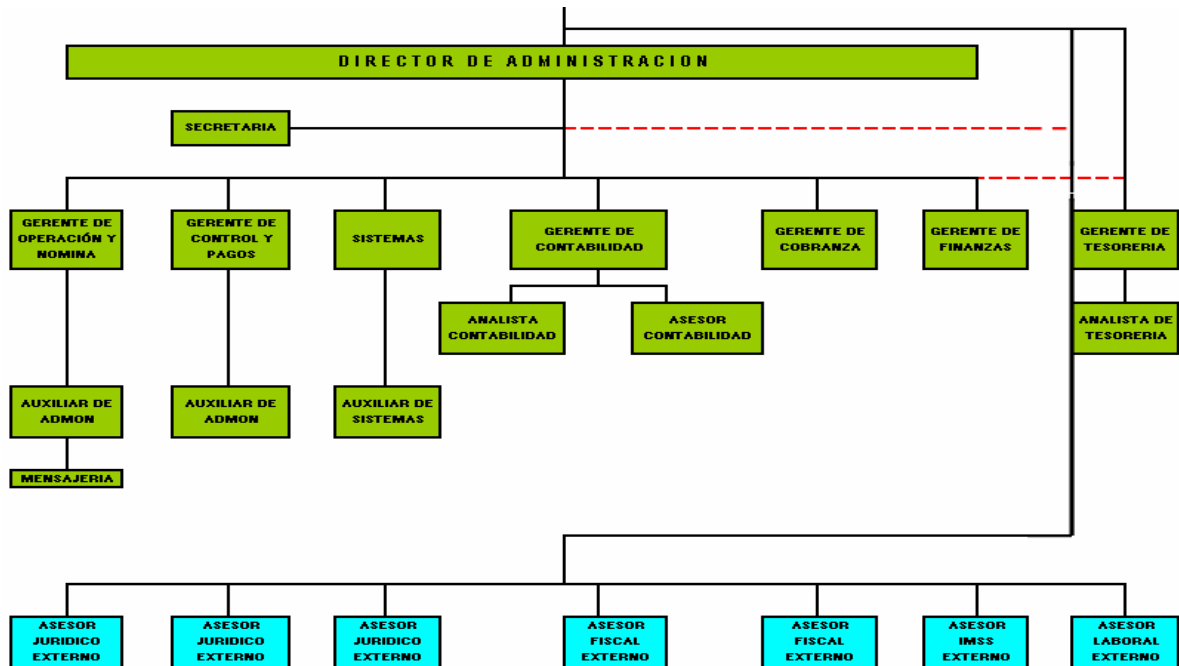 DIRECTOR DE ADMINISTRACION
SECRETARIA
GERENTE DE
OPERACIÓN Y
NOMINA
GERENTE DE
CONTROL Y
PAGOS
SISTEMAS
GERENTE DE
CONTABILIDAD
GERENTE DE
COBRANZA
GERENTE DE
FINANZAS
GERENTE DE
TESORERIA
ANALISTA
CONTABILIDAD
ASESOR
CONTABILIDAD
ANALISTA DE
TESORERIA
AUXILIAR DE
ADMON
AUXILIAR DE
ADMON
AUXILIAR DE
SISTEMAS
MENSAJERIA
ASESOR
JURIDICO
EXTERNO
ASESOR
JURIDICO
EXTERNO
ASESOR
JURIDICO
EXTERNO
ASESOR
FISCAL
EXTERNO
ASESOR
FISCAL
EXTERNO
ASESOR
IMSS
EXTERNO
ASESOR
LABORAL
EXTERNO